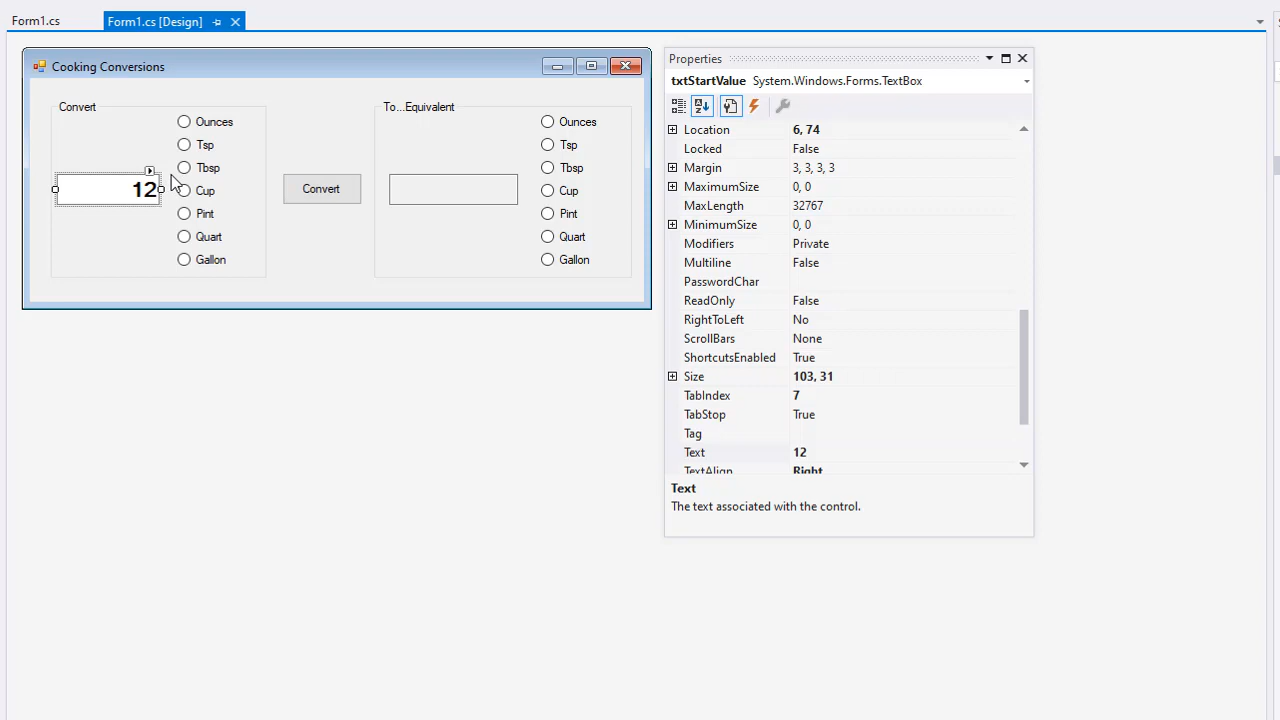 Form1.cs
Form1.cs [Design]
Cooking Conversions
Convert
Ounces
Tsp
Tbsp
12
Cup
Pint
Quart
Gallon
Convert
To...Equivalent
Ounces
Tsp
Tbsp
Cup
Pint
Quart
Gallon
Properties
txtStartValue System.Windows.Forms.TextBox
Location 6, 74
Locked False
Margin 3, 3, 3, 3
MaximumSize 0, 0
MaxLength 32767
MinimumSize 0, 0
Modifiers Private
Multiline False
PasswordChar
ReadOnly False
RightToLeft No
ScrollBars None
ShortcutsEnabled True
Size 103, 31
TabIndex 7
TabStop True
Tag
Text 12
TextAlign Right
Text
The text associated with the control.